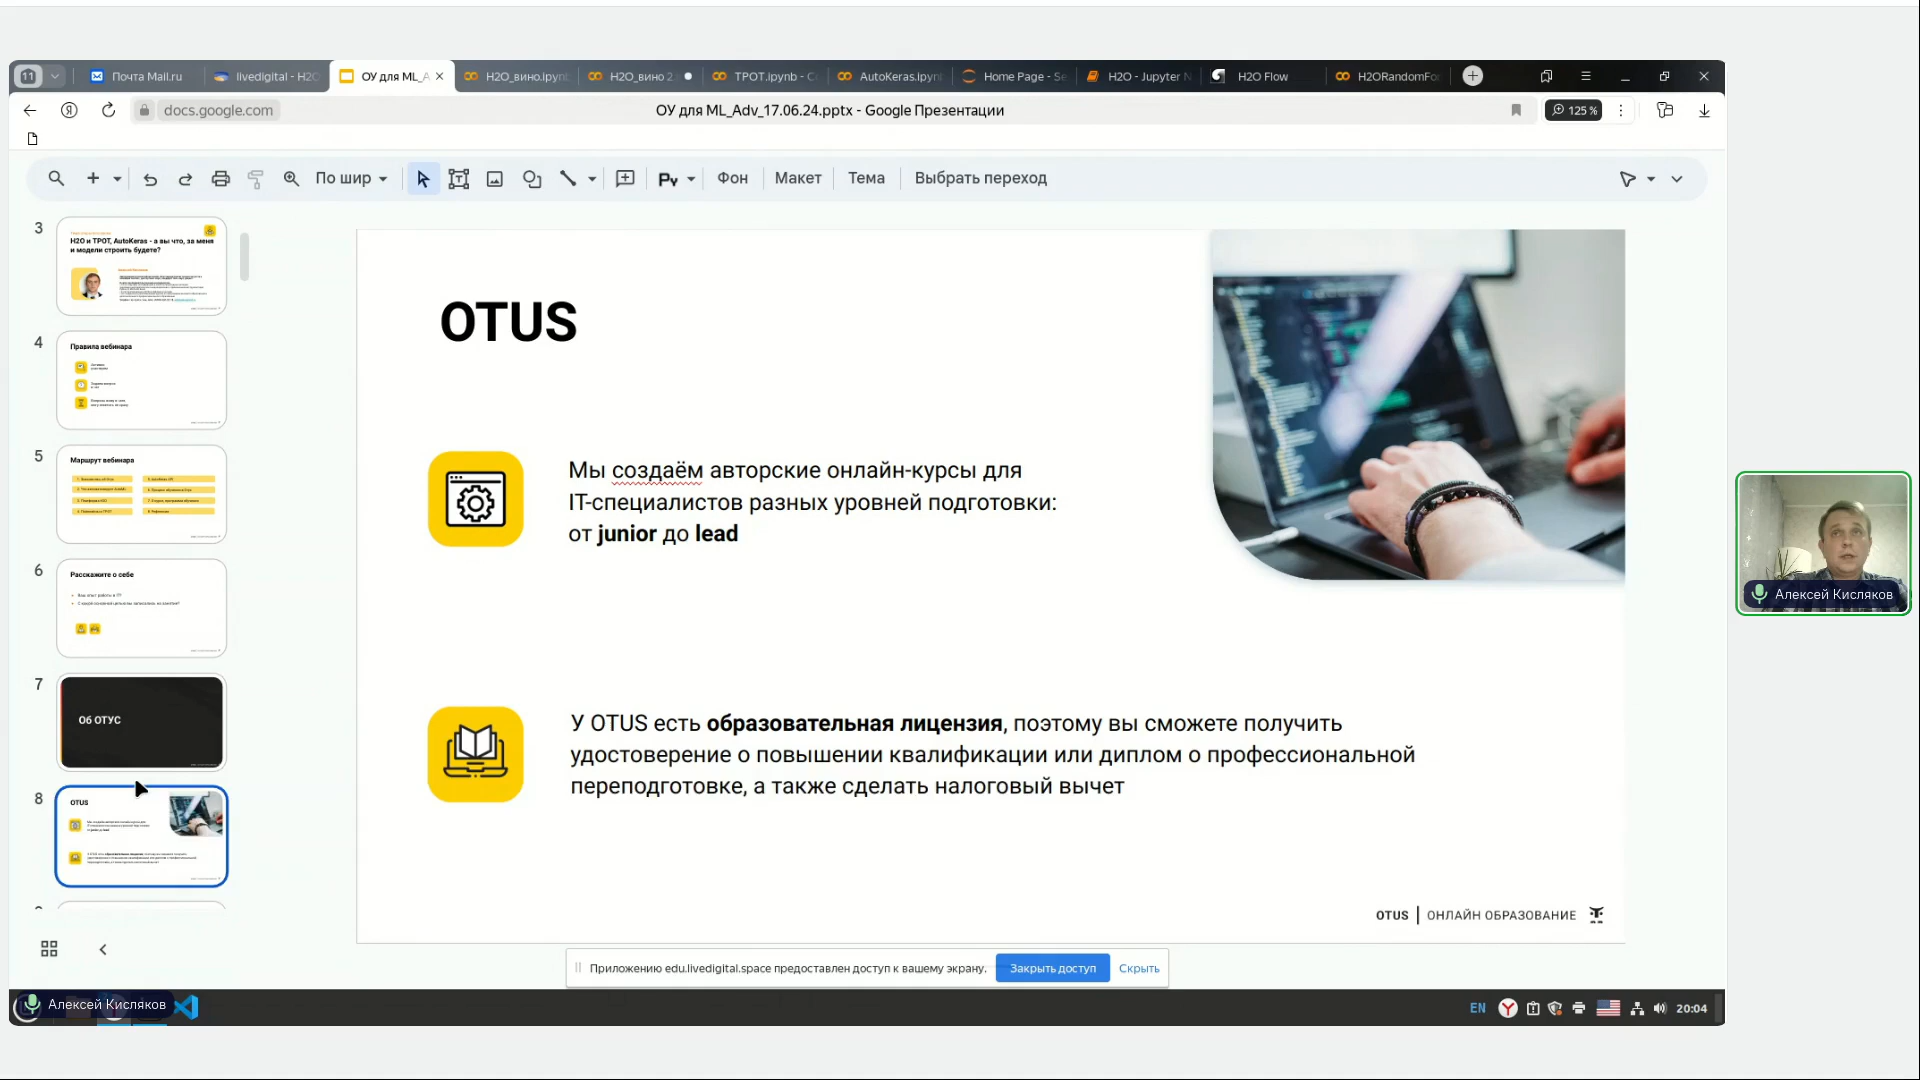 11
Почта Mail.ru
livedigital - H2O
ОУ для ML_A
H2O_вино.ipynb
H2O_вино 2.
TPOT.ipynb - C
AutoKeras.ipyn
Home Page - Se
H2O - Jupyter N
H2O Flow
H2ORandomFo
docs.google.com
ОУ для ML_Adv_17.06.24.pptx - Google Презентации
125 %
По шир
Фон
Макет
Тема
Выбрать переход
3
H2O и TPOT, AutoKeras - а вы что, за меня
и модели строить будете?
4
Правила вебинара
5
Маршрут вебинара
6
Расскажите о себе
7
Об ОТУС
8
OTUS
OTUS
Мы создаём авторские онлайн-курсы для
IT-специалистов разных уровней подготовки:
от junior до lead
У OTUS есть образовательная лицензия, поэтому вы сможете получить
удостоверение о повышении квалификации или диплом о профессиональной
переподготовке, а также сделать налоговый вычет
OTUS | ОНЛАЙН ОБРАЗОВАНИЕ
Приложению edu.livedigital.space предоставлен доступ к вашему экрану.
Закрыть доступ
Скрыть
Алексей Кисляков
EN
20:04
Алексей Кисляков